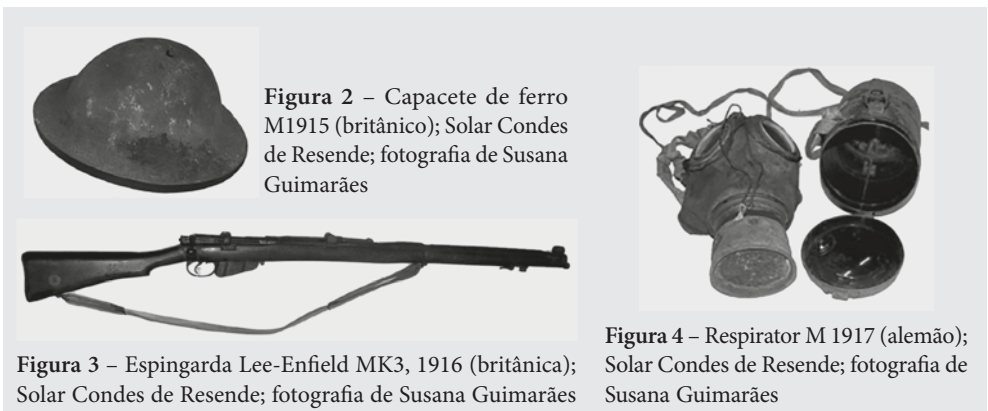 Figura 2 – Capacete de ferro
M1915 (britânico); Solar Condes
de Resende; fotografia de Susana
Guimarães
Figura 3 – Espingarda Lee-Enfield MK3, 1916 (britânica);
Solar Condes de Resende; fotografia de Susana Guimarães
Figura 4 – Respirator M 1917 (alemão);
Solar Condes de Resende; fotografia de
Susana Guimarães